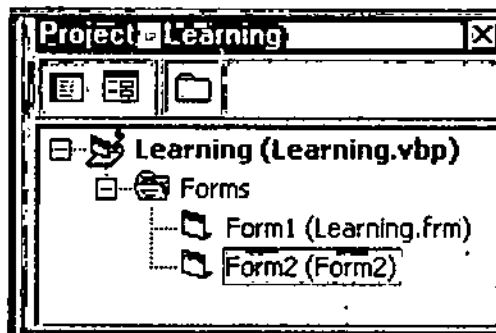 Project - Learning
Learning (Learning.vbp)
Forms
Form1 (Learning.frm)
Form2 (Form2)